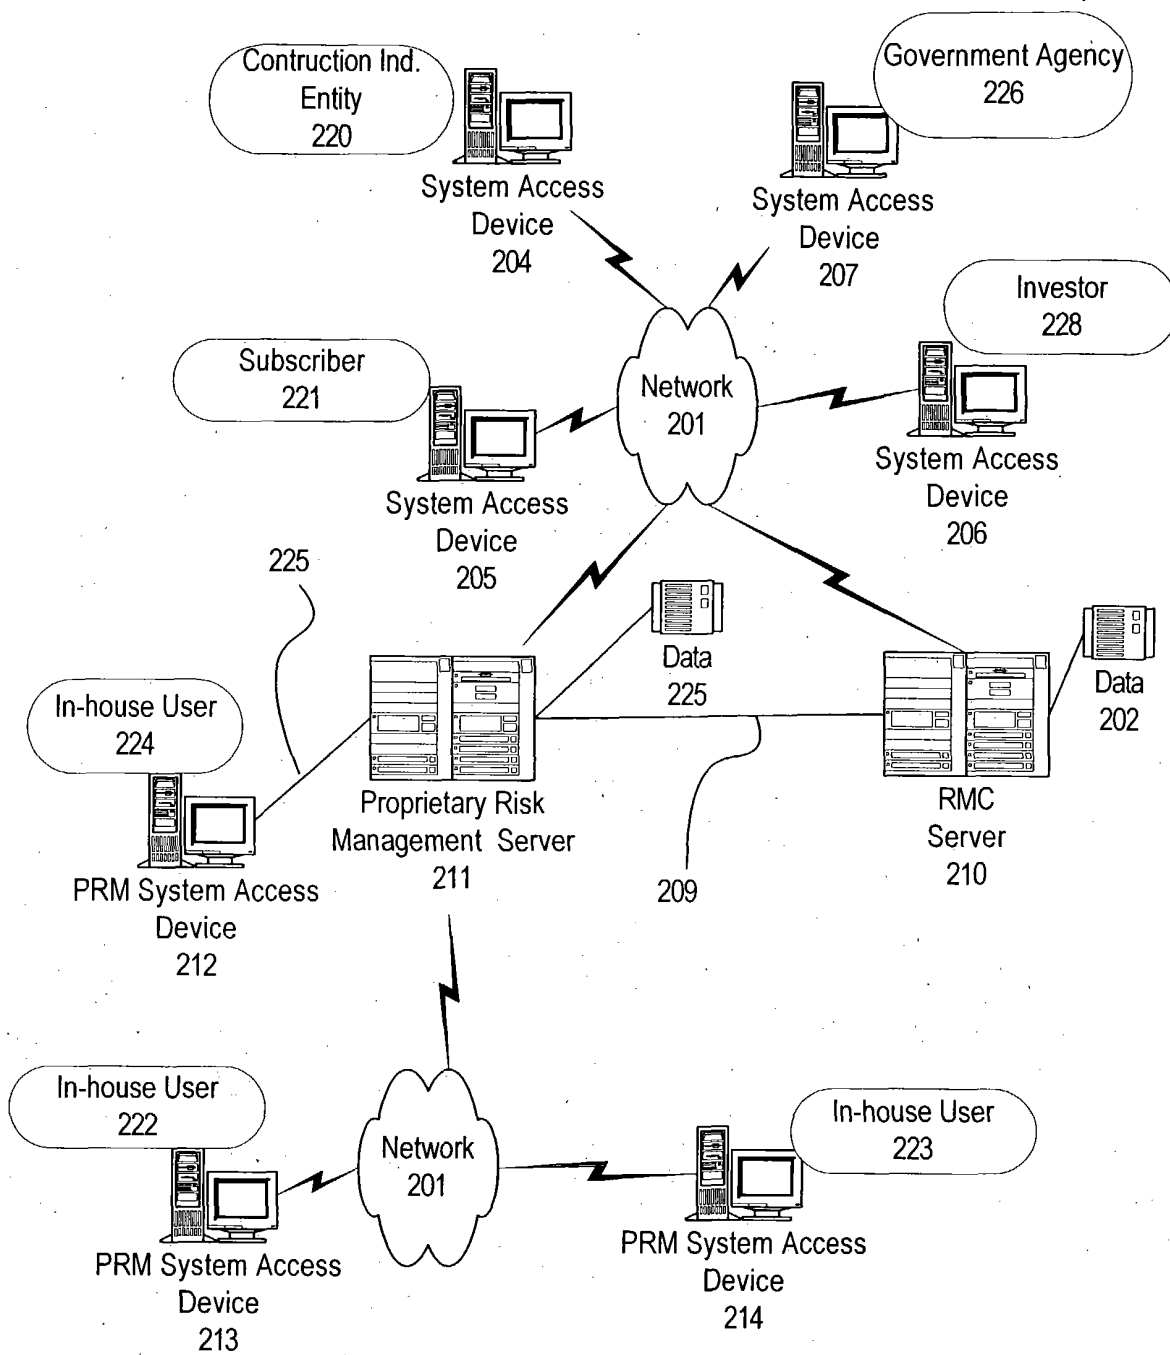 Contruction Ind.
Entity
220
Government Agency
226
System Access
Device
204
System Access
Device
207
Investor
228
Subscriber
221
Network
201
System Access
Device
206
System Access
Device
205
225
Data
225
Data
202
In-house User
224
Proprietary Risk
Management Server
211
RMC
Server
210
209
PRM System Access
Device
212
In-house User
222
In-house User
223
Network
201
PRM System Access
Device
213
PRM System Access
Device
214